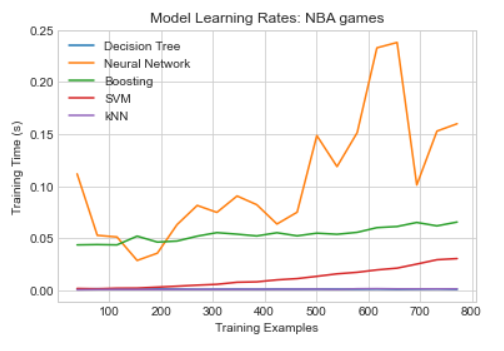 Model Learning Rates: NBA games
0.25
0.20
0.15
0.10
0.05
0.00
Training Time (s)
Decision Tree
Neural Network
Boosting
SVM
kNN
100 200 300 400 500 600 700 800
Training Examples